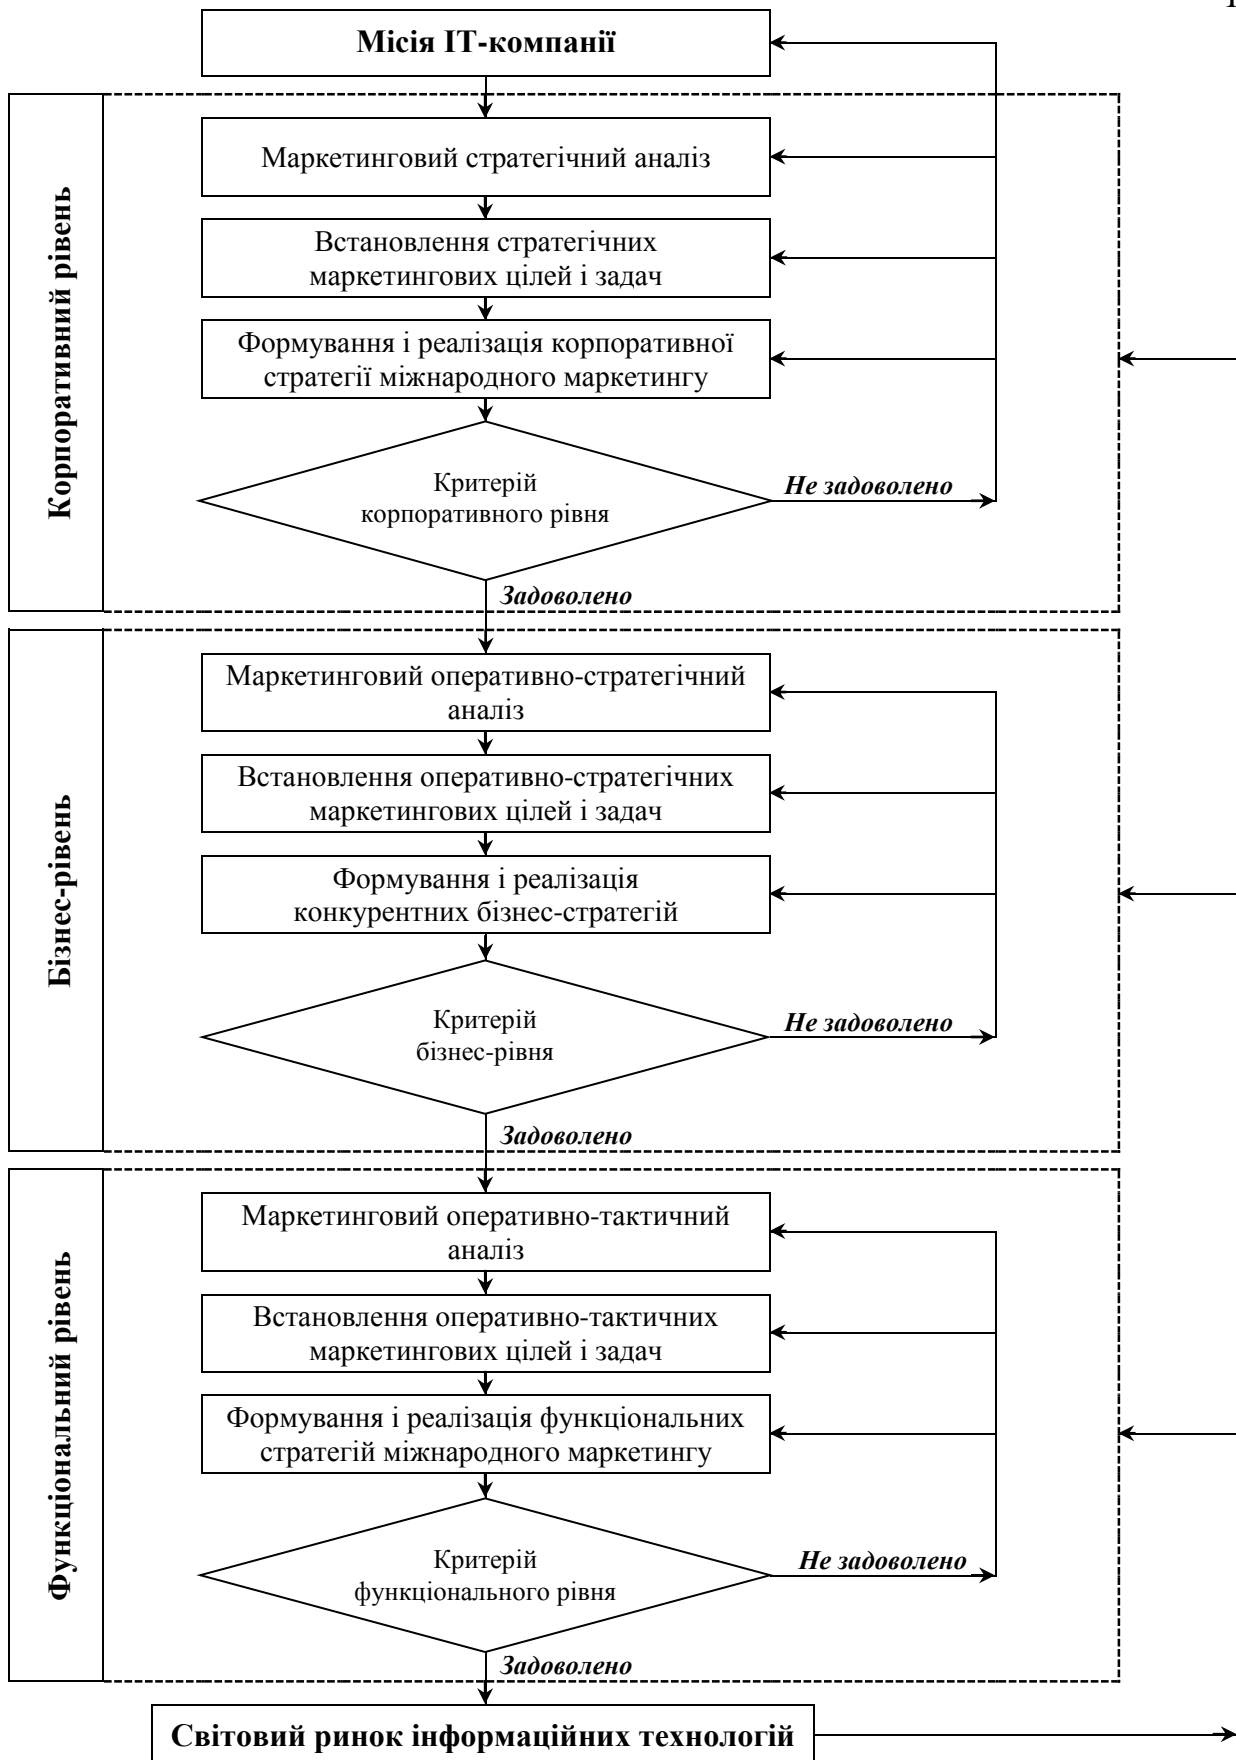 Місія ІТ-компанії
Корпоративний рівень
Маркетинговий стратегічний аналіз
Встановлення стратегічних
маркетингових цілей і задач
Формування і реалізація корпоративної
стратегії міжнародного маркетингу
Критерій
корпоративного рівня
Не задоволено
Задоволено
Бізнес-рівень
Маркетинговий оперативно-стратегічний
аналіз
Встановлення оперативно-стратегічних
маркетингових цілей і задач
Формування і реалізація
конкурентних бізнес-стратегій
Критерій
бізнес-рівня
Не задоволено
Задоволено
Функціональний рівень
Маркетинговий оперативно-тактичний
аналіз
Встановлення оперативно-тактичних
маркетингових цілей і задач
Формування і реалізація функціональних
стратегій міжнародного маркетингу
Критерій
функціонального рівня
Не задоволено
Задоволено
Світовий ринок інформаційних технологій